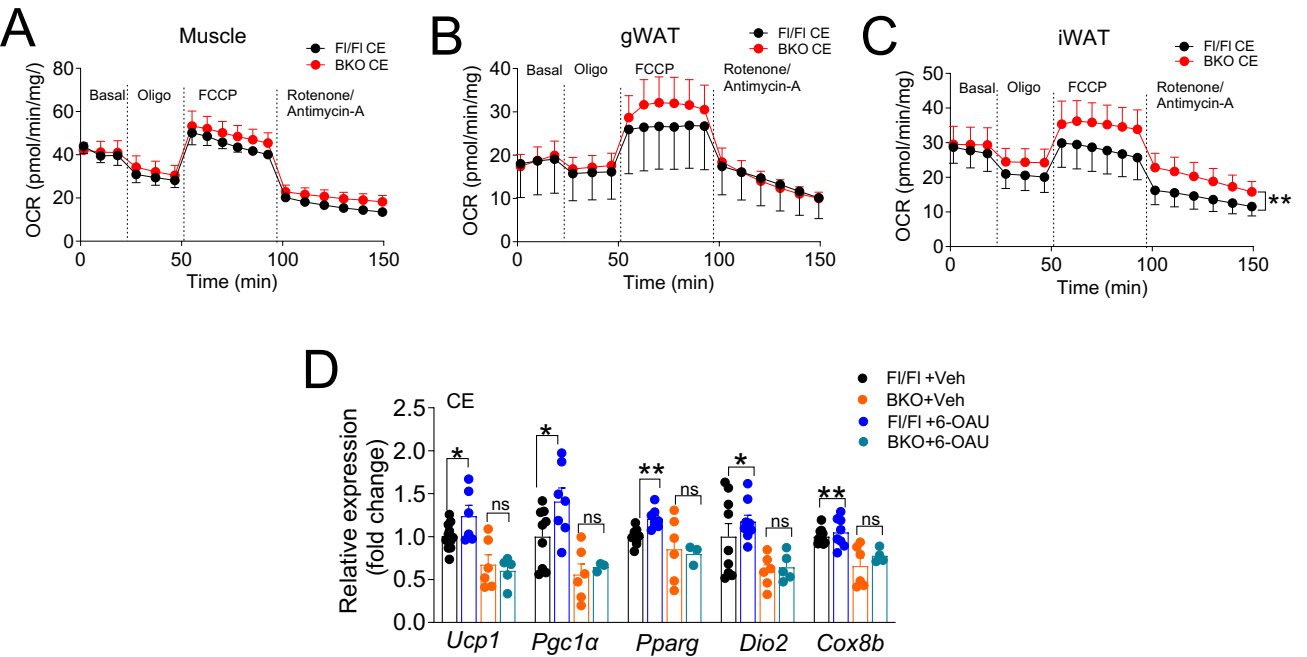 A
Muscle
Fl/Fl CE
BKO CE
OCR (pmol/min/mg/)
80
60
40
20
0
Basal
Oligo
FCCP
Rotenone/
Antimycin-A
0
50
100
150
Time (min)
B
gWAT
Fl/Fl CE
BKO CE
OCR (pmol/min/mg)
40
30
20
10
0
Basal
Oligo
FCCP
Rotenone/
Antimycin-A
0
50
100
150
Time (min)
C
iWAT
Fl/Fl CE
BKO CE
OCR (pmol/min/mg)
50
40
30
20
10
0
Basal
Oligo
FCCP
Rotenone/
Antimycin-A
**
0
50
100
150
Time (min)
D
CE
Fl/Fl +Veh
BKO+Veh
Fl/Fl +6-OAU
BKO+6-OAU
Relative expression
(fold change)
2.5
2.0
1.5
1.0
0.5
0.0
*
ns
*
ns
**
ns
*
ns
**
ns
Ucp1
Pgc1α
Pparg
Dio2
Cox8b